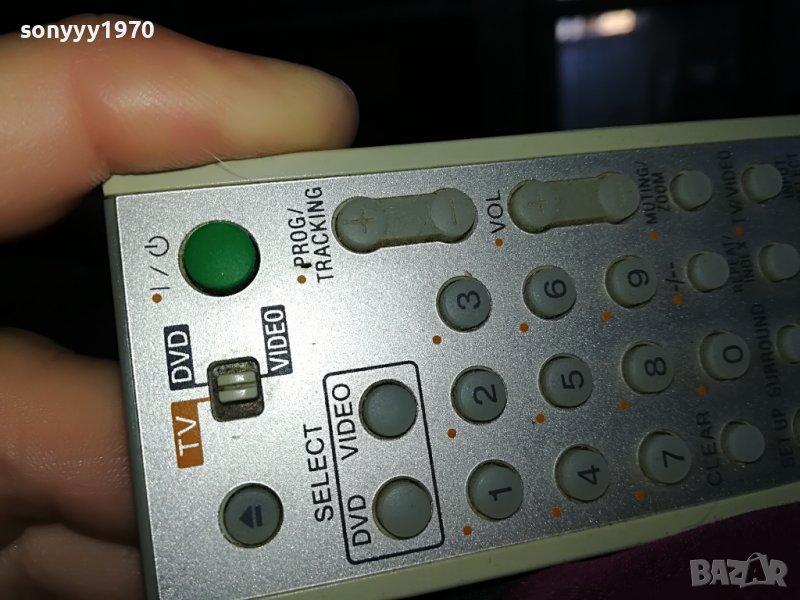 sonyyy1970
I / ⏻
PROG/
TRACKING
+
−
VOL
+
MUTING/
ZOOM
TV/VIDEO
SELECT
DVD
VIDEO
TV
3
6
9
-/--
REPEAT/
INDEX
SELECT
VIDEO
DVD
2
5
8
0
SURROUND
1
4
7
CLEAR
SET UP
BAZAR